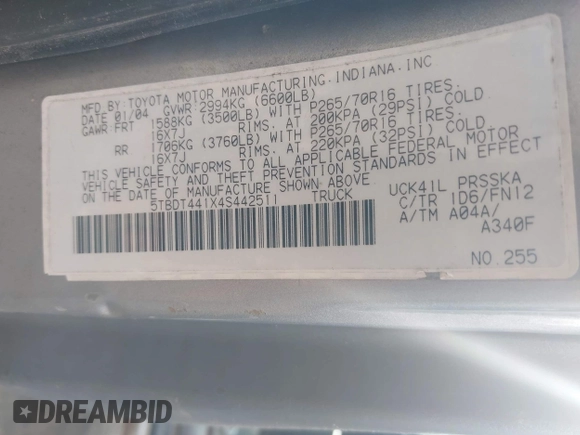 MFD.BY:TOYOTA MOTOR MANUFACTURING.INDIANA.INC
DATE 01/04 GVWR 2994KG (6600LB)
GAWR FRT 1588KG (3500LB) WITH P265/70R16 TIRES.
16X7J RIMS. AT 200KPA (29PSI) COLD
RR 1706KG (3760LB) WITH P265/70R16 TIRES.
16X7J RIMS. AT 220KPA (32PSI) COLD.
THIS VEHICLE CONFORMS TO ALL APPLICABLE FEDERAL MOTOR
VEHICLE SAFETY AND THEFT PREVENTION STANDARDS IN EFFECT
ON THE DATE OF MANUFACTURE SHOWN ABOVE.
5TBDT441X4S442511 TRUCK
UCK41L PRSSKA
C/TR 1D6/FN12
A/TM A04A/
A340F
NO 255
DREAMBID